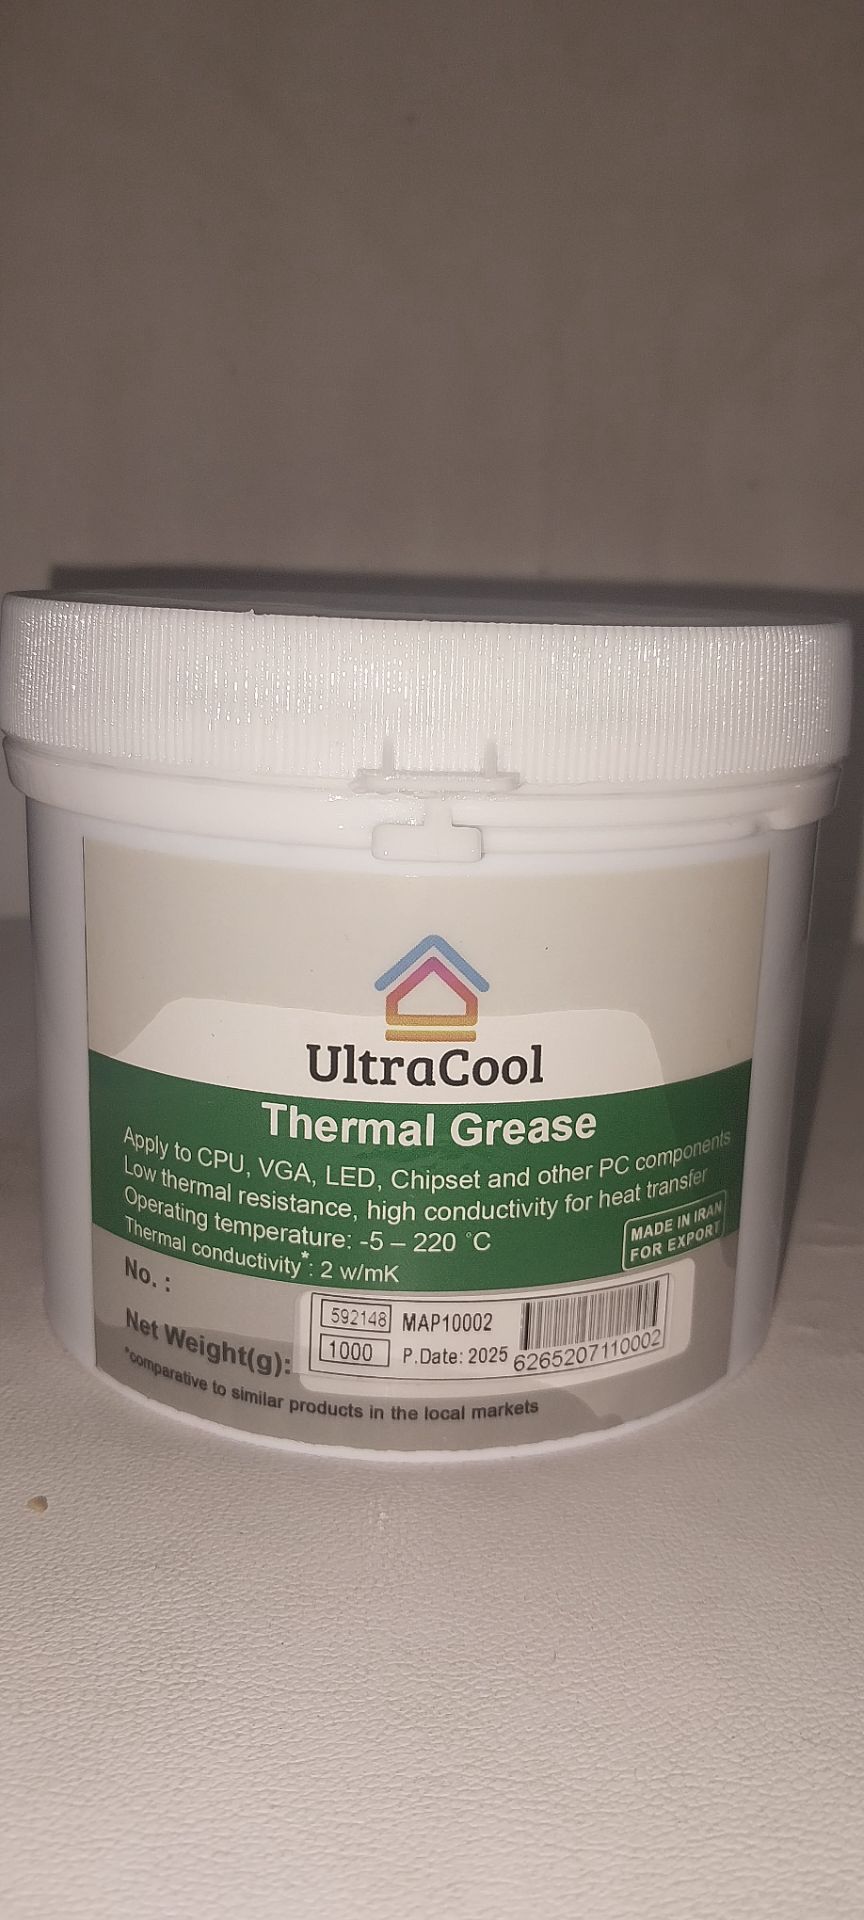 UltraCool
Thermal Grease
Apply to CPU, VGA, LED, Chipset and other PC components
Low thermal resistance, high conductivity for heat transfer
Operating temperature: -5 – 220 °C
Thermal conductivity*: 2 w/mK
MADE IN IRAN
FOR EXPORT
No. : 592148 MAP10002
Net Weight(g): 1000 P.Date: 2025 6265207110002
*comparative to similar products in the local markets